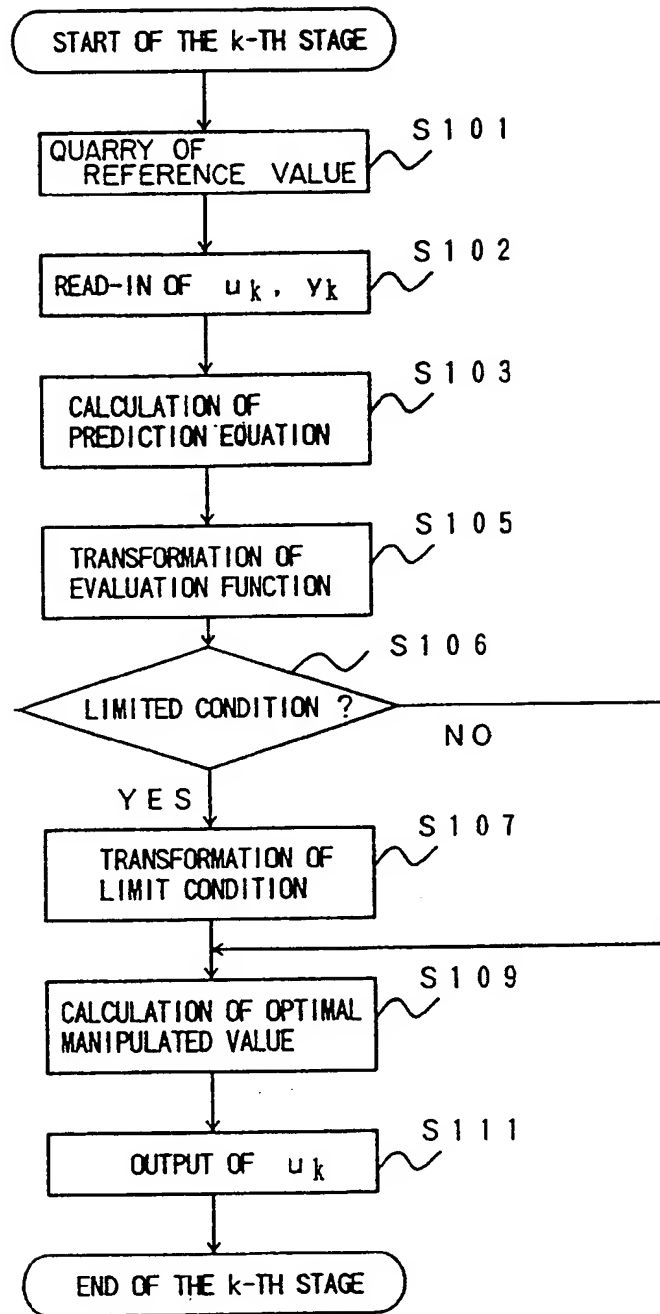 START OF THE k-TH STAGE
S101
QUARRY OF
REFERENCE VALUE
S102
READ-IN OF uk, yk
S103
CALCULATION OF
PREDICTION EQUATION
S105
TRANSFORMATION OF
EVALUATION FUNCTION
S106
LIMITED CONDITION ?
NO
YES
S107
TRANSFORMATION OF
LIMIT CONDITION
S109
CALCULATION OF OPTIMAL
MANIPULATED VALUE
S111
OUTPUT OF uk
END OF THE k-TH STAGE